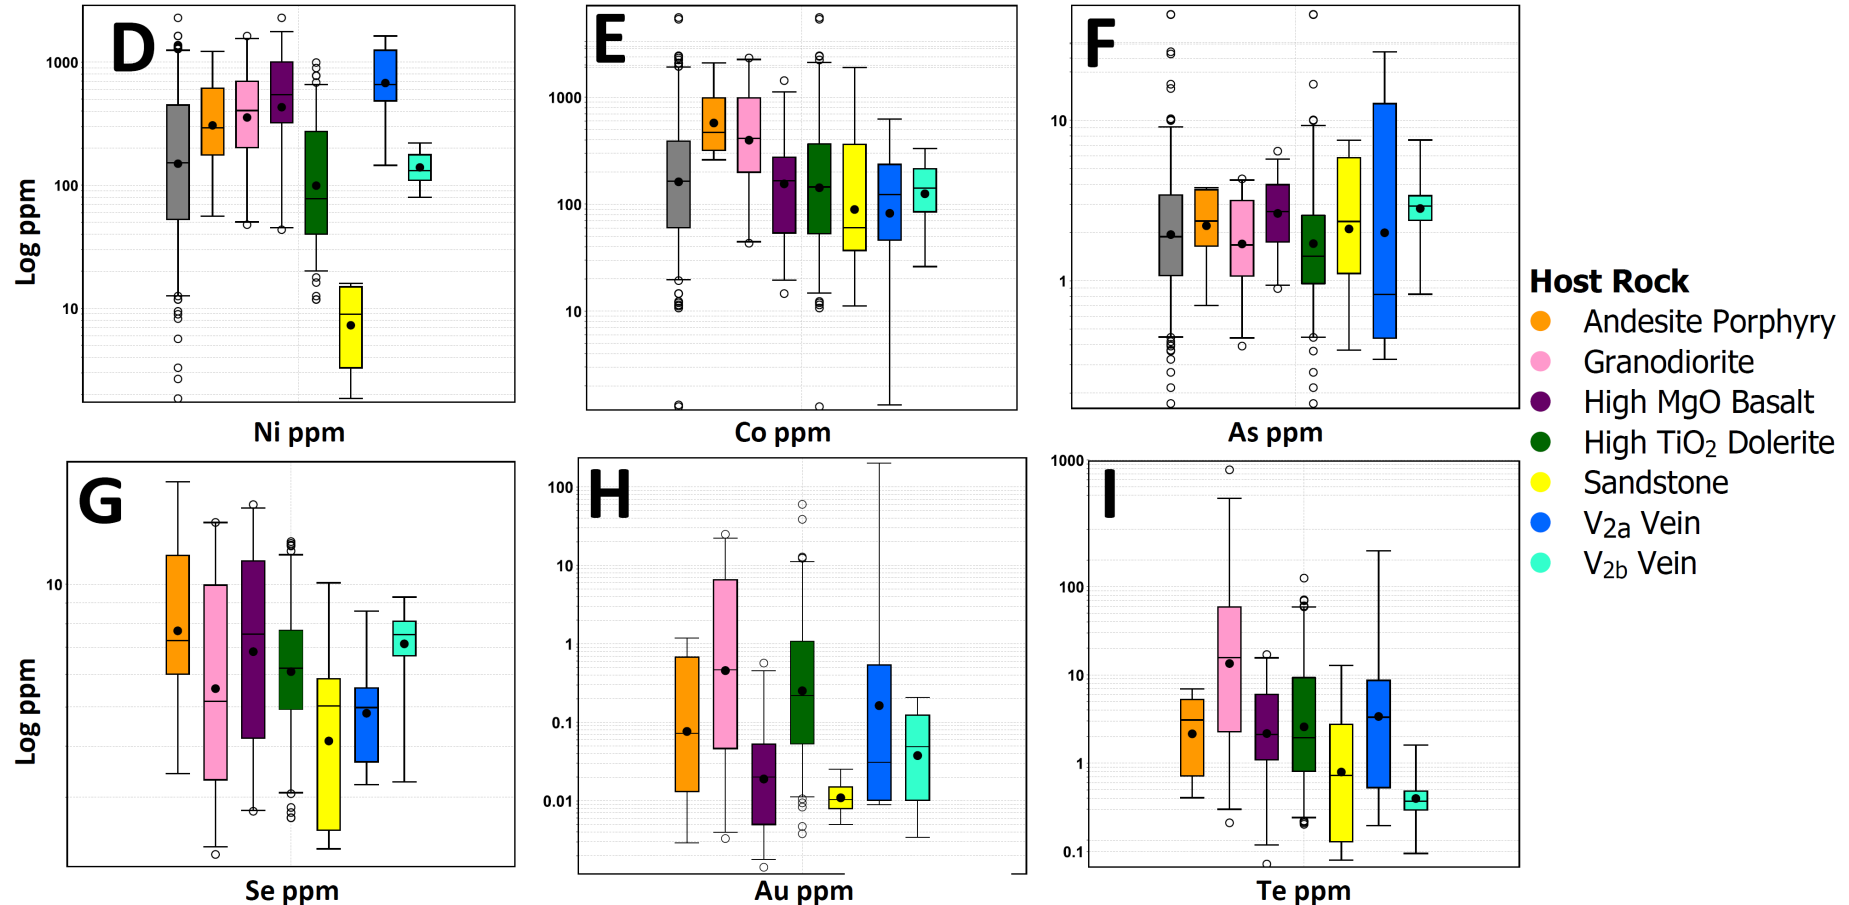 D
E
F
1000
100
10
Log ppm
Ni ppm
1000
100
10
Co ppm
10
1
As ppm
Host Rock
Andesite Porphyry
Granodiorite
High MgO Basalt
High TiO2 Dolerite
Sandstone
V2a Vein
V2b Vein
G
H
I
10
Log ppm
Se ppm
100
10
1
0.1
0.01
Au ppm
1000
100
10
1
0.1
Te ppm